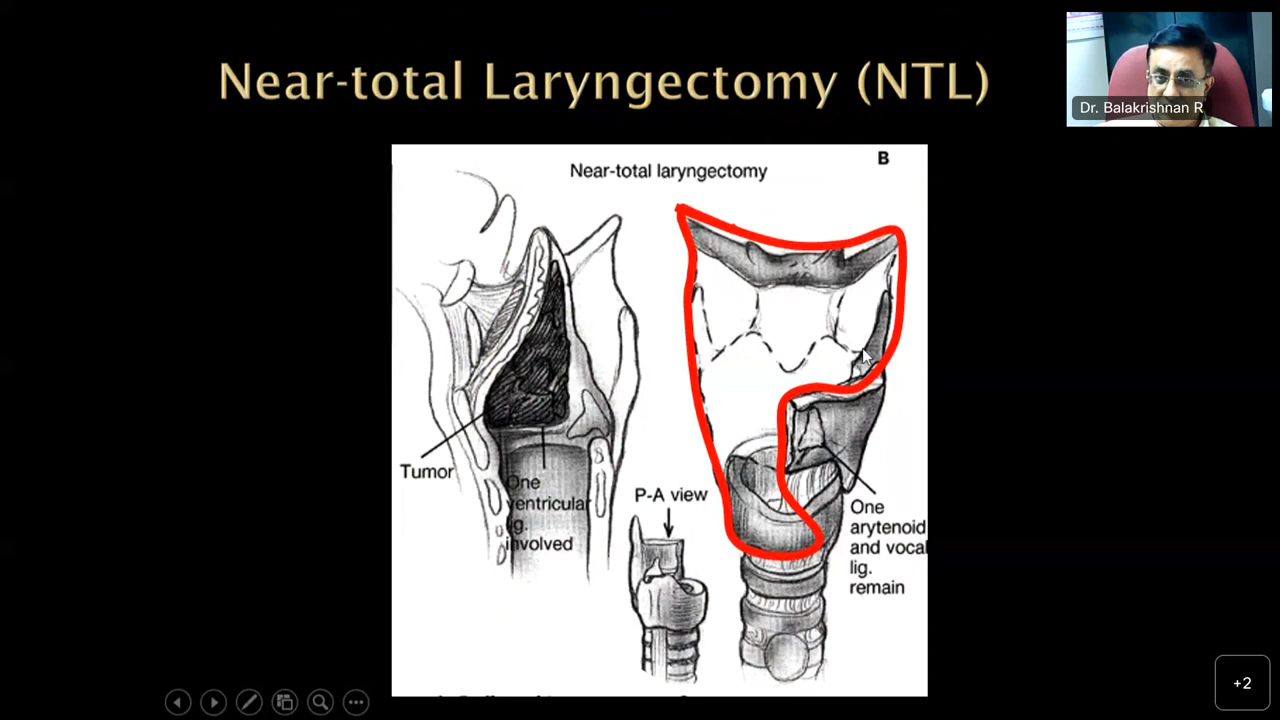 Near-total Laryngectomy (NTL)
Dr. Balakrishnan R
B
Near-total laryngectomy
Tumor
One
ventricular
lig.
involved
P-A view
One
arytenoid
and vocal
lig.
remain
+2